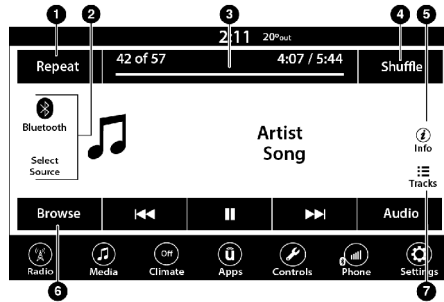 1 2 3 4 5
2:11 20°out
Repeat 42 of 57 4:07 / 5:44 Shuffle
Bluetooth
Select
Source
Artist
Song
i
Info
Tracks
Browse Audio
Off û
Radio Media Climate Apps Controls Phone Settings
6 7